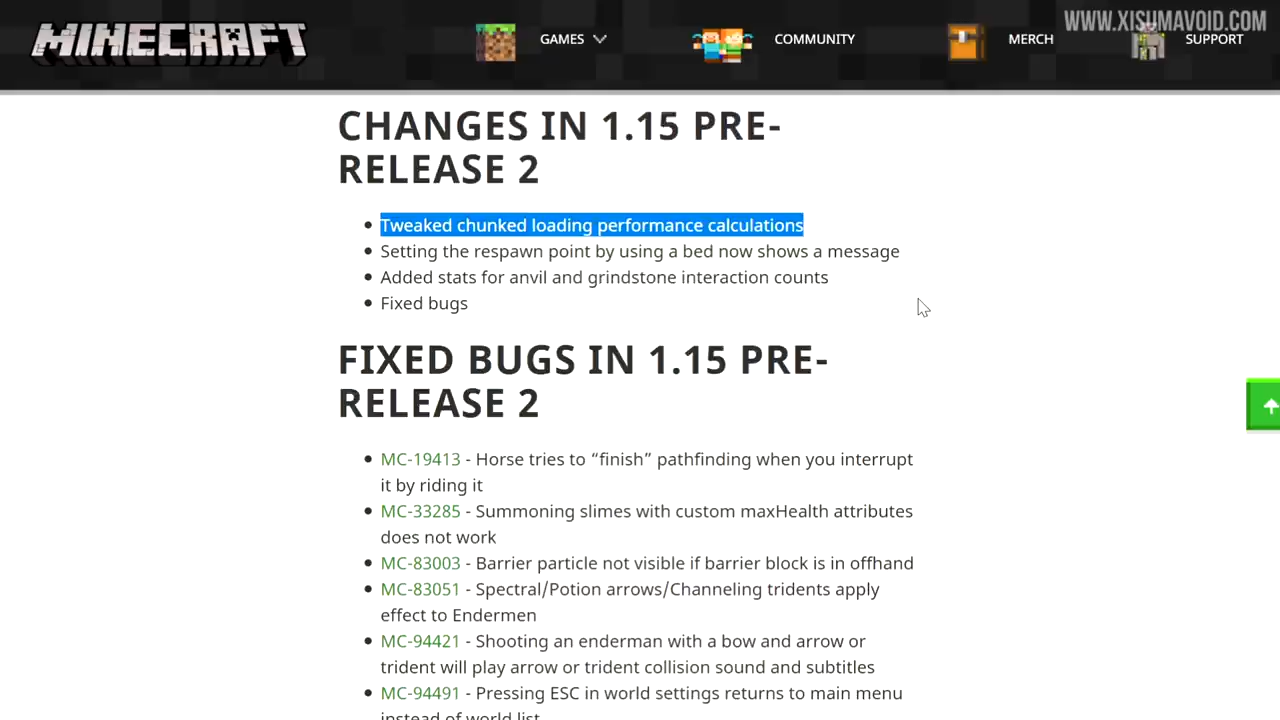 WWW.XISUMAVOID.COM
MINECRAFT
GAMES
COMMUNITY
MERCH
SUPPORT
CHANGES IN 1.15 PRE-
RELEASE 2
Tweaked chunked loading performance calculations
Setting the respawn point by using a bed now shows a message
Added stats for anvil and grindstone interaction counts
Fixed bugs
FIXED BUGS IN 1.15 PRE-
RELEASE 2
MC-19413 - Horse tries to “finish” pathfinding when you interrupt
it by riding it
MC-33285 - Summoning slimes with custom maxHealth attributes
does not work
MC-83003 - Barrier particle not visible if barrier block is in offhand
MC-83051 - Spectral/Potion arrows/Channeling tridents apply
effect to Endermen
MC-94421 - Shooting an enderman with a bow and arrow or
trident will play arrow or trident collision sound and subtitles
MC-94491 - Pressing ESC in world settings returns to main menu
instead of world list